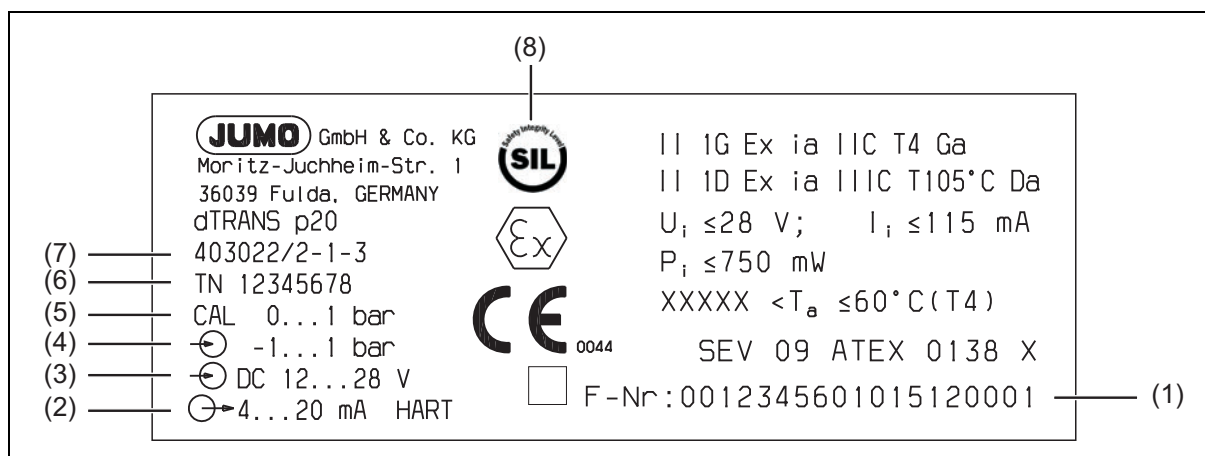 (8)
JUMO GmbH & Co. KG
Moritz-Juchheim-Str. 1
36039 Fulda, GERMANY
dTRANS p20
(7) 403022/2-1-3
(6) TN 12345678
(5) CAL 0...1 bar
(4) -1...1 bar
(3) DC 12...28 V
(2) 4...20 mA HART
Safety Integrity Level
SIL
Ex
CE 0044
II 1G Ex ia IIC T4 Ga
II 1D Ex ia IIIC T105°C Da
Ui ≤28 V; Ii ≤115 mA
Pi ≤750 mW
XXXXX <Ta ≤60°C(T4)
SEV 09 ATEX 0138 X
F-Nr:0012345601015120001 (1)